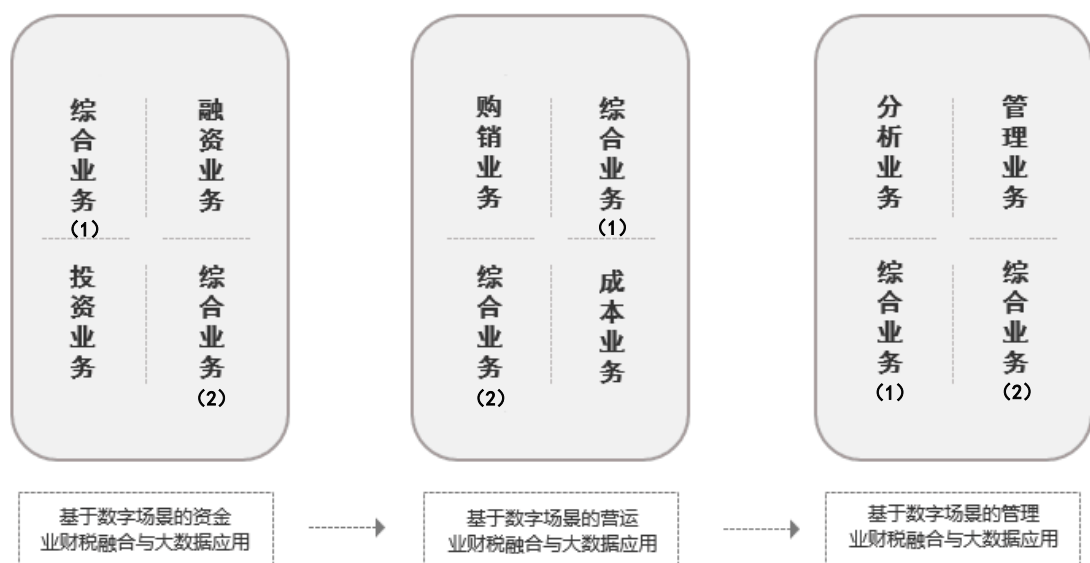 综合业务
(1)
融资业务
投资业务
综合业务
(2)
购销业务
综合业务
(1)
综合业务
(2)
成本业务
分析业务
管理业务
综合业务
(1)
综合业务
(2)
基于数字场景的资金
业财税融合与大数据应用
基于数字场景的营运
业财税融合与大数据应用
基于数字场景的管理
业财税融合与大数据应用